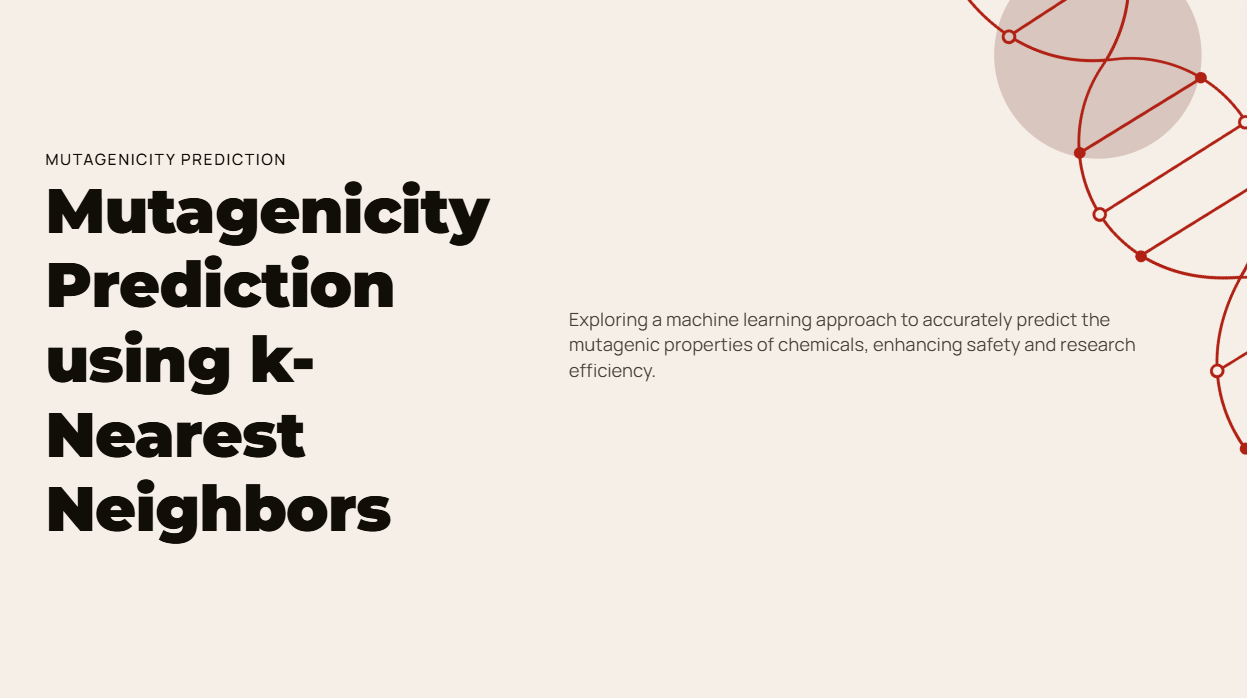 MUTAGENICITY PREDICTION
Mutagenicity
Prediction
using k-
Nearest
Neighbors
Exploring a machine learning approach to accurately predict the
mutagenic properties of chemicals, enhancing safety and research
efficiency.